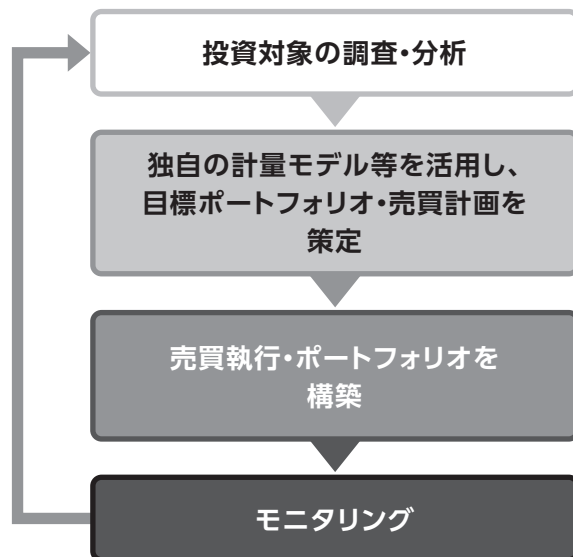 投資対象の調査・分析
独自の計量モデル等を活用し、
目標ポートフォリオ・売買計画を
策定
売買執行・ポートフォリオを
構築
モニタリング